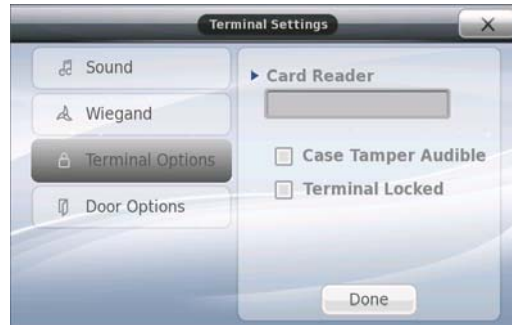 Terminal Settings
Sound
Wiegand
Terminal Options
Door Options
Card Reader
Case Tamper Audible
Terminal Locked
Done